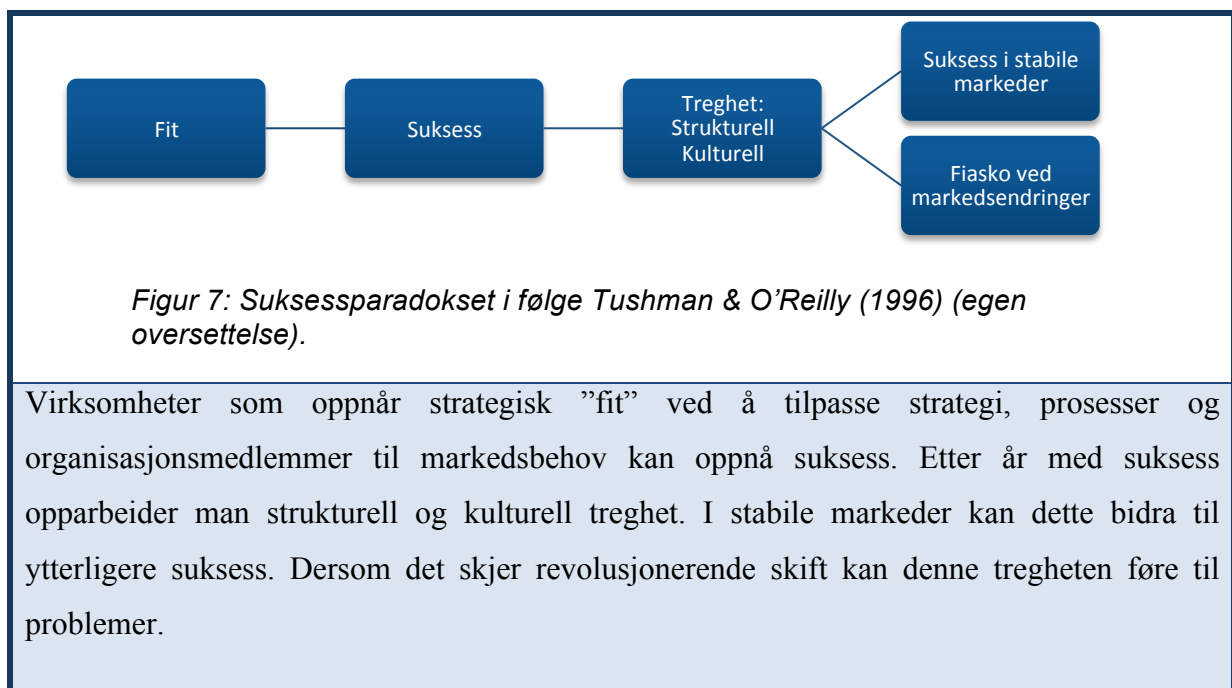 Fit
Suksess
Treghet:
Strukturell
Kulturell
Suksess i stabile
markeder
Fiasko ved
markedsendringer
Figur 7: Suksessparadokset i følge Tushman & O’Reilly (1996) (egen
oversettelse).
Virksomheter som oppnår strategisk ”fit” ved å tilpasse strategi, prosesser og
organisasjonsmedlemmer til markedsbehov kan oppnå suksess. Etter år med suksess
opparbeider man strukturell og kulturell treghet. I stabile markeder kan dette bidra til
ytterligere suksess. Dersom det skjer revolusjonerende skift kan denne tregheten føre til
problemer.